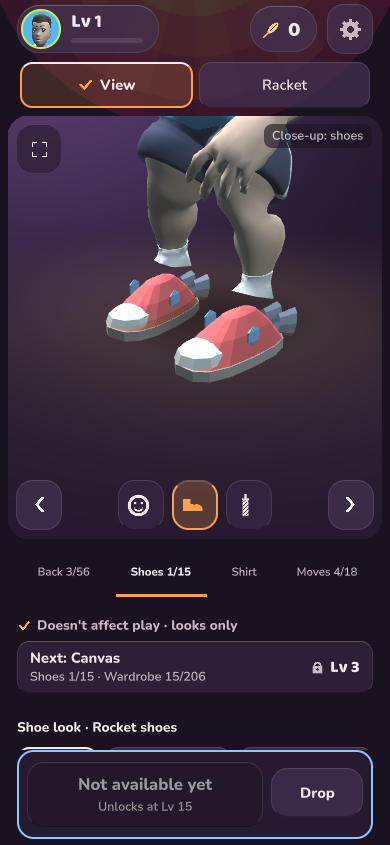 Lv 1
0
View
Racket
Close-up: shoes
Back 3/56
Shoes 1/15
Shirt
Moves 4/18
Doesn't affect play · looks only
Next: Canvas
Shoes 1/15 · Wardrobe 15/206
Lv 3
Shoe look · Rocket shoes
Not available yet
Unlocks at Lv 15
Drop